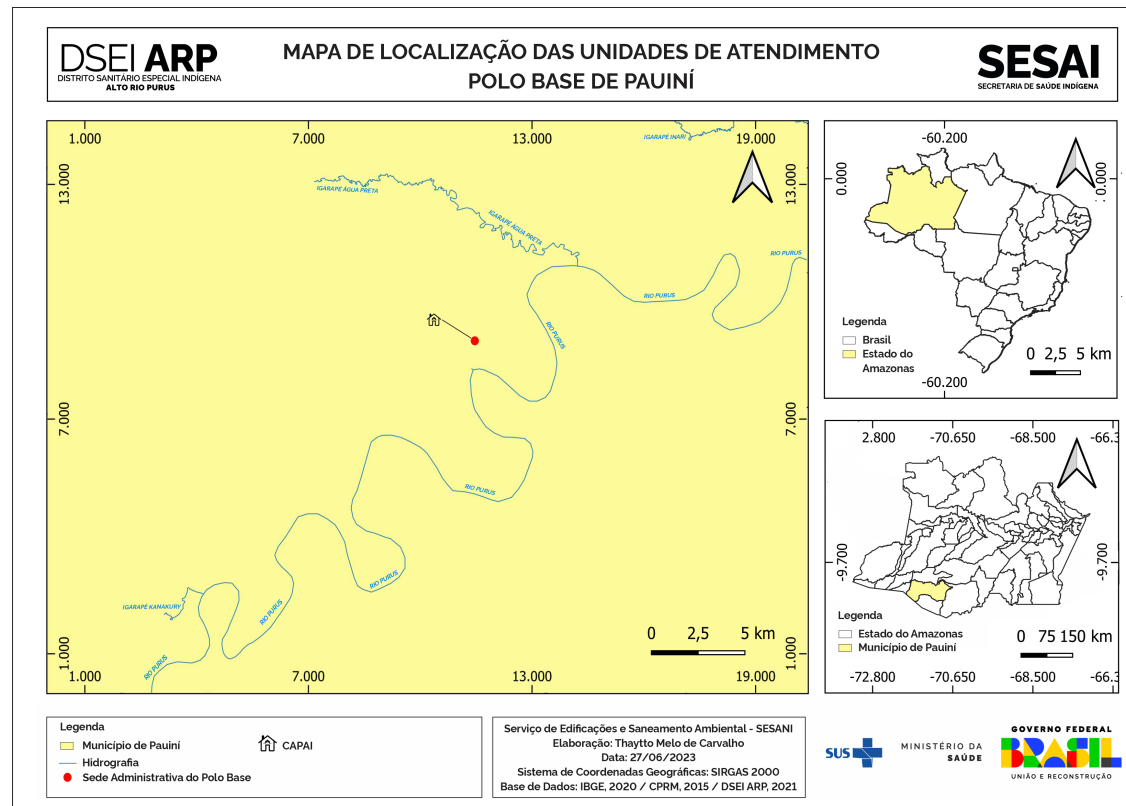 DSEI ARP
DISTRITO SANITÁRIO ESPECIAL INDÍGENA
ALTO RIO PURUS
MAPA DE LOCALIZAÇÃO DAS UNIDADES DE ATENDIMENTO
POLO BASE DE PAUINÍ
SESAI
SECRETARIA DE SAÚDE INDÍGENA
1.000 7.000 13.000 19.000
IGARAPÉ INARI
13.000
13.000
IGARAPÉ ÁGUA PRETA
IGARAPÉ ÁGUA PRETA
RIO PURUS
RIO PURUS
RIO PURUS
7.000
7.000
RIO PURUS
RIO PURUS
IGARAPÉ KANAKURY
RIO PURUS
RIO PURUS
0 2,5 5 km
1.000
1.000
1.000 7.000 13.000 19.000
-60.200
0.000
0.000
Legenda
Brasil
Estado do
Amazonas
0 2,5 5 km
-60.200
2.800 -70.650 -68.500 -66.3
-9.700
-9.700
Legenda
Estado do Amazonas
Município de Pauiní
0 75 150 km
-72.800 -70.650 -68.500 -66.3
Legenda
Município de Pauiní
CAPAI
Hidrografia
Sede Administrativa do Polo Base
Serviço de Edificações e Saneamento Ambiental - SESANI
Elaboração: Thaytto Melo de Carvalho
Data: 27/06/2023
Sistema de Coordenadas Geográficas: SIRGAS 2000
Base de Dados: IBGE, 2020 / CPRM, 2015 / DSEI ARP, 2021
SUS
MINISTÉRIO DA
SAÚDE
GOVERNO FEDERAL
BRASIL
UNIÃO E RECONSTRUÇÃO